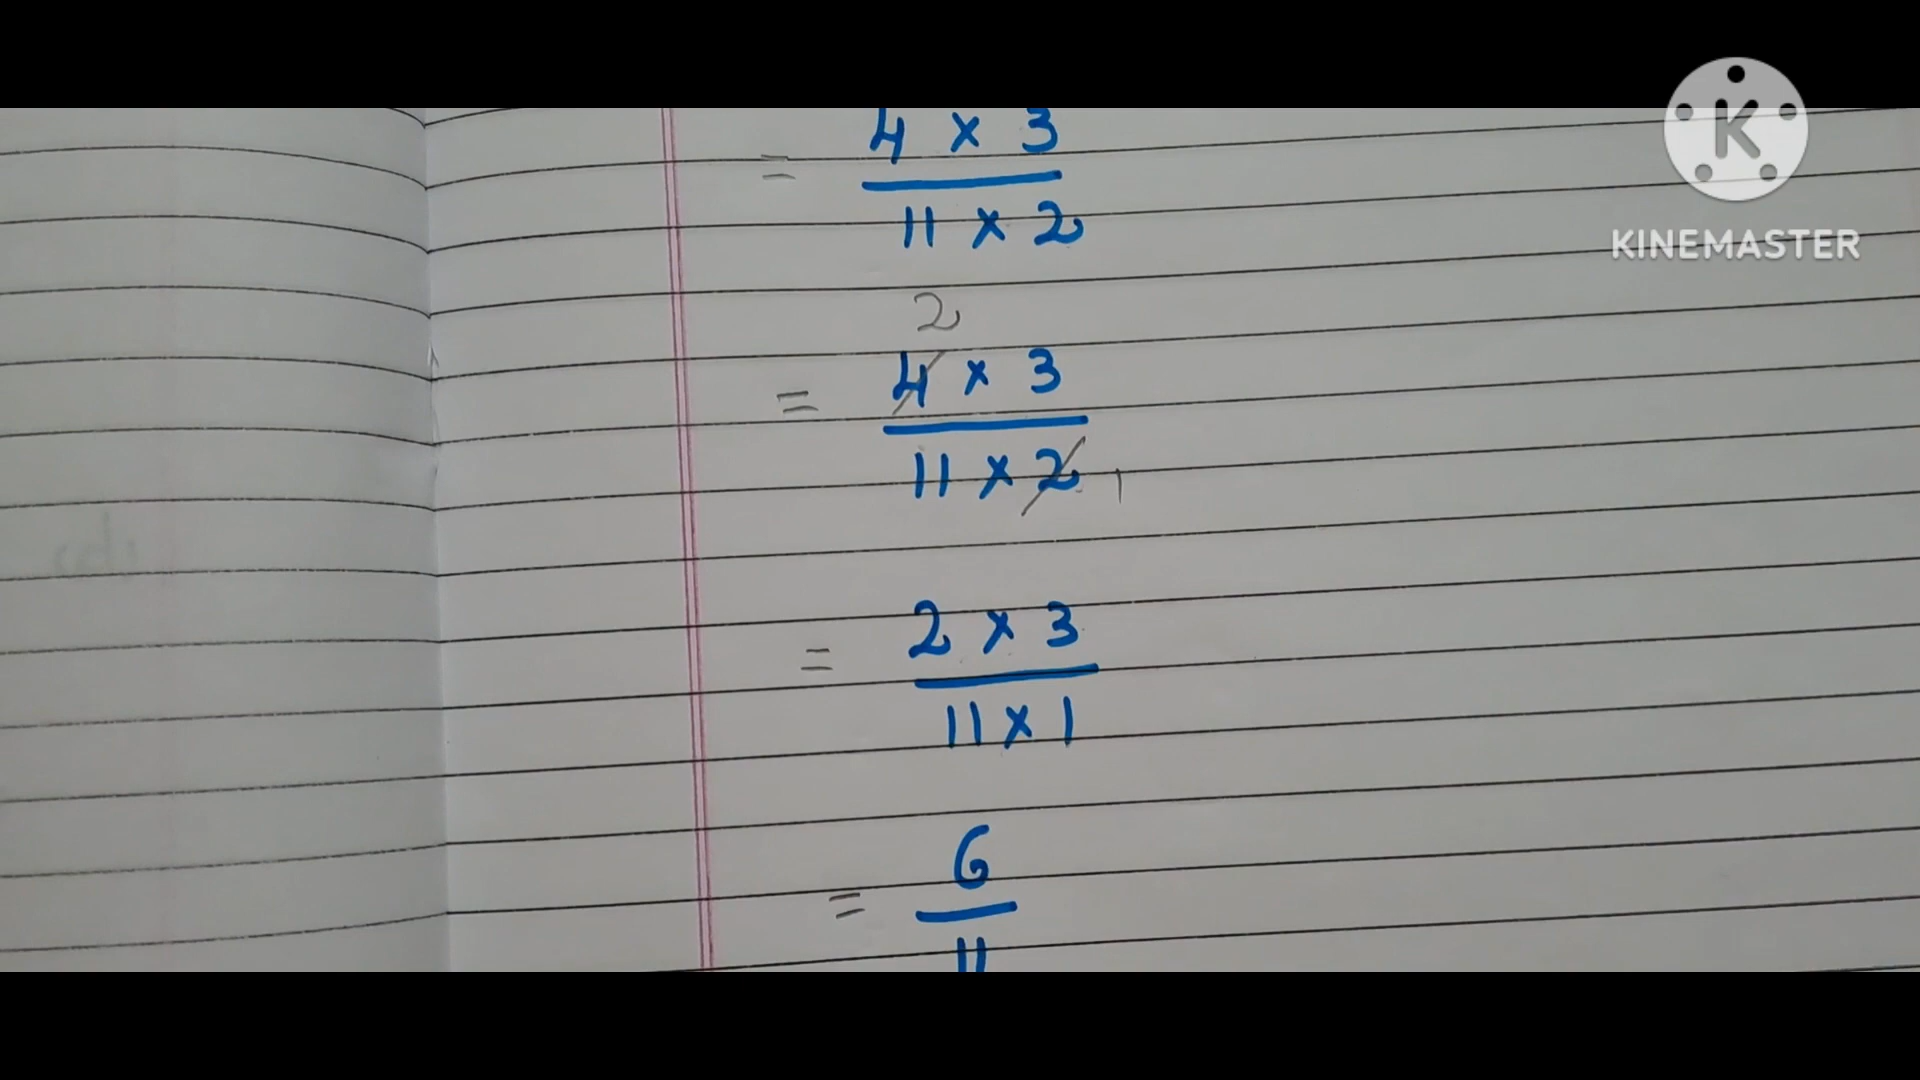 4 × 3
=
11 × 2
2
4 × 3
=
11 × 2 1
2 × 3
=
11 × 1
6
=
11
K
KINEMASTER